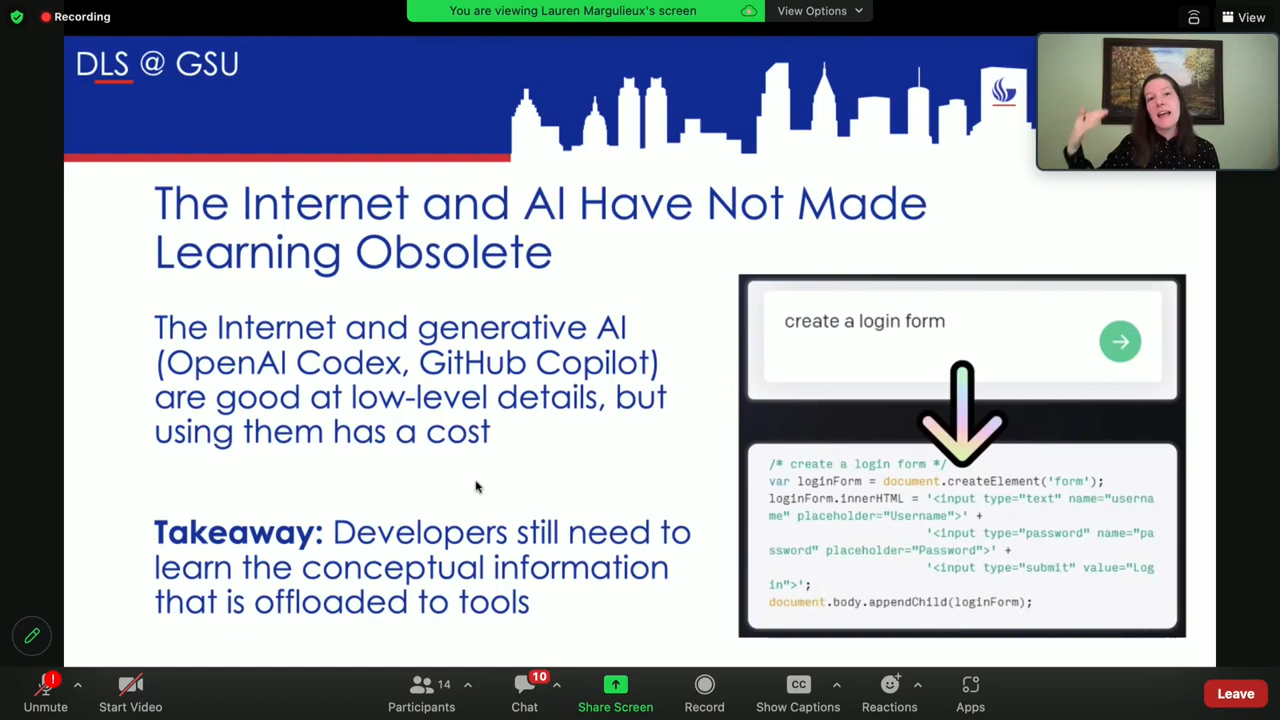 Recording
You are viewing Lauren Margulieux's screen
View Options
View
DLS @ GSU
The Internet and AI Have Not Made
Learning Obsolete
The Internet and generative AI
(OpenAI Codex, GitHub Copilot)
are good at low-level details, but
using them has a cost
Takeaway: Developers still need to
learn the conceptual information
that is offloaded to tools
create a login form
/* create a login form */
var loginForm = document.createElement('form');
loginForm.innerHTML = '<input type="text" name="userna
me" placeholder="Username">' +
'<input type="password" name="pa
ssword" placeholder="Password">' +
'<input type="submit" value="Log
in">';
document.body.appendChild(loginForm);
Unmute
Start Video
14
Participants
10
Chat
Share Screen
Record
CC
Show Captions
Reactions
Apps
Leave